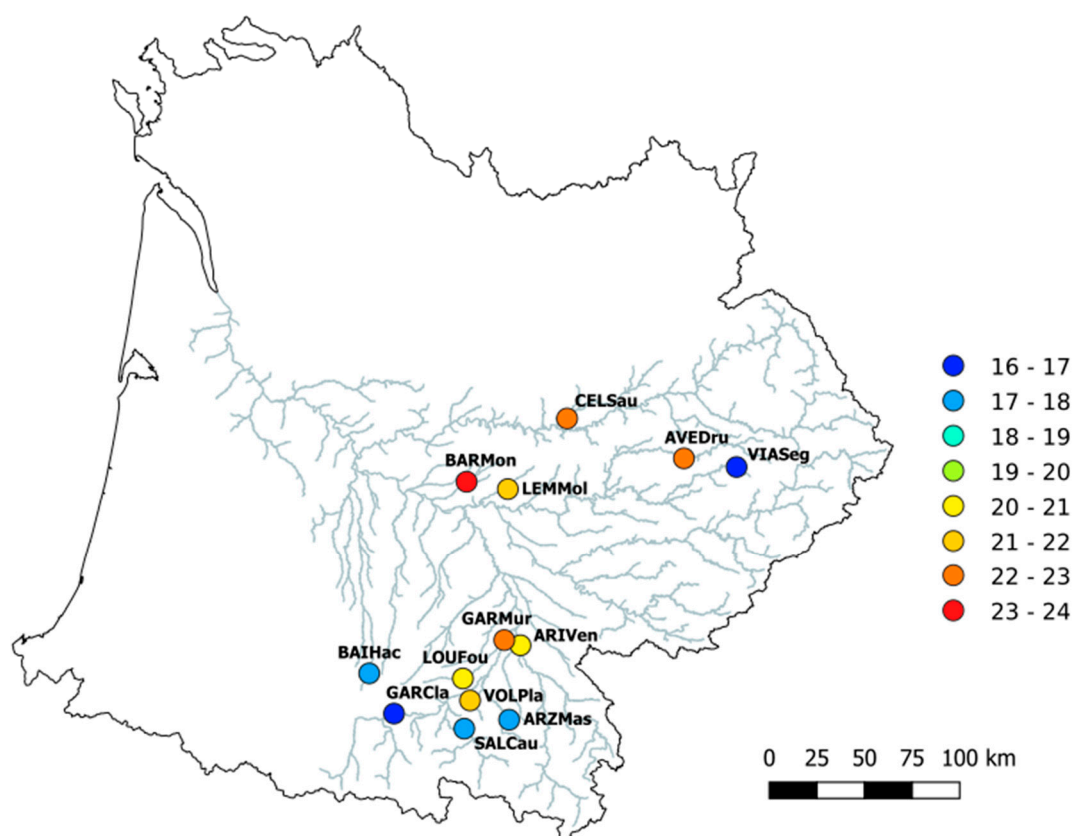 CELSau
AVEDru
VIASeg
BARMon
LEMMol
GARMur
ARIVen
BAIHac
LOUFou
GARCla
VOLPla
ARZMas
SALCau
16 - 17
17 - 18
18 - 19
19 - 20
20 - 21
21 - 22
22 - 23
23 - 24
0 25 50 75 100 km